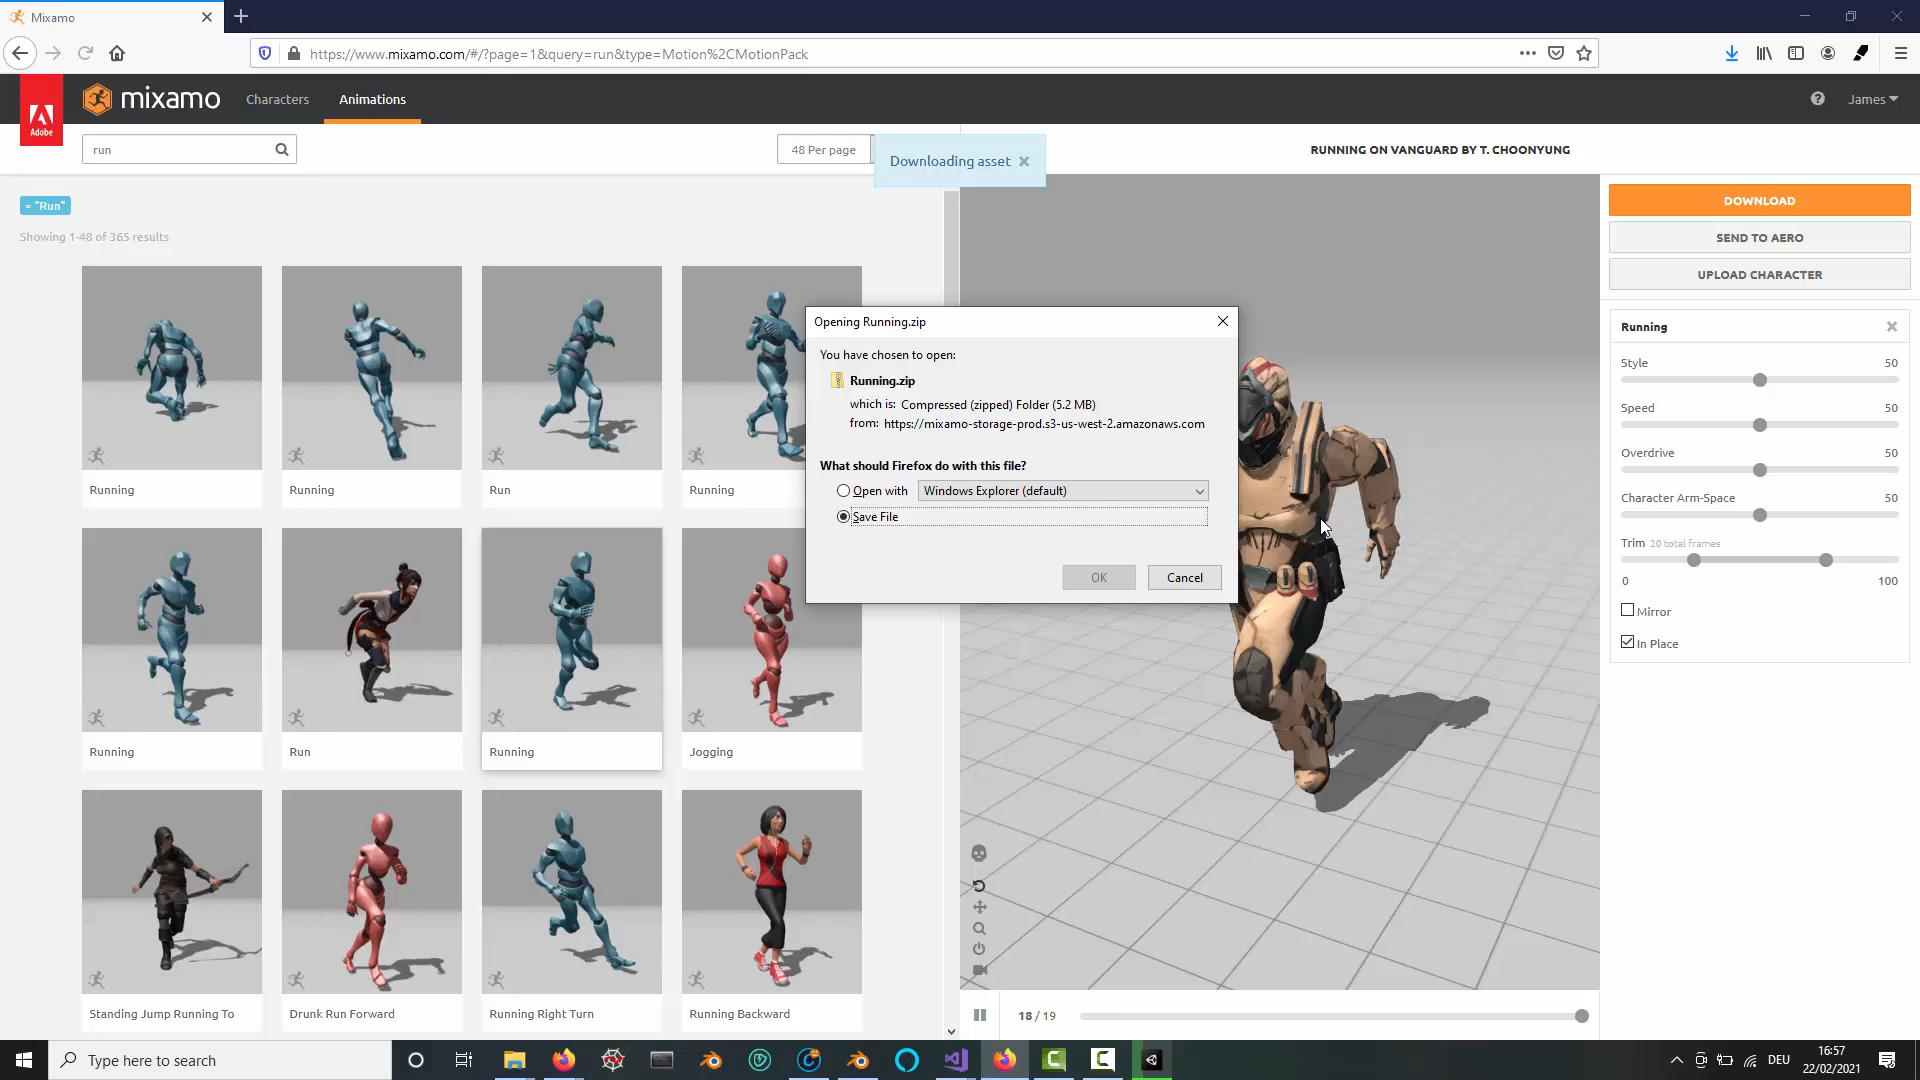 Mixamo
https://www.mixamo.com/#/?page=1&query=run&type=Motion%2CMotionPack
Adobe
mixamo
Characters
Animations
James
run
48 Per page
Downloading asset ×
RUNNING ON VANGUARD BY T. CHOONYUNG
× "Run"
Showing 1-48 of 365 results
Running
Running
Run
Running
Running
Run
Running
Jogging
Standing Jump Running To
Drunk Run Forward
Running Right Turn
Running Backward
Opening Running.zip
You have chosen to open:
Running.zip
which is: Compressed (zipped) Folder (5.2 MB)
from: https://mixamo-storage-prod.s3-us-west-2.amazonaws.com
What should Firefox do with this file?
Open with Windows Explorer (default)
Save File
OK Cancel
18 / 19
DOWNLOAD
SEND TO AERO
UPLOAD CHARACTER
Running
Style 50
Speed 50
Overdrive 50
Character Arm-Space 50
Trim 20 total frames
0 100
Mirror
In Place
Type here to search
DEU
16:57
22/02/2021